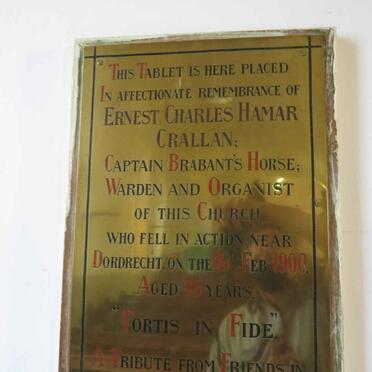 THIS TABLET IS HERE PLACED
IN AFFECTIONATE REMEMBRANCE OF
ERNEST CHARLES HAMAR
CRALLAN;
CAPTAIN BRABANT'S HORSE;
WARDEN AND ORGANIST
OF THIS CHURCH,
WHO FELL IN ACTION NEAR
DORDRECHT, ON THE 16TH FEB. 1900,
AGED 45 YEARS.
"FORTIS IN FIDE"
A TRIBUTE FROM FRIENDS IN